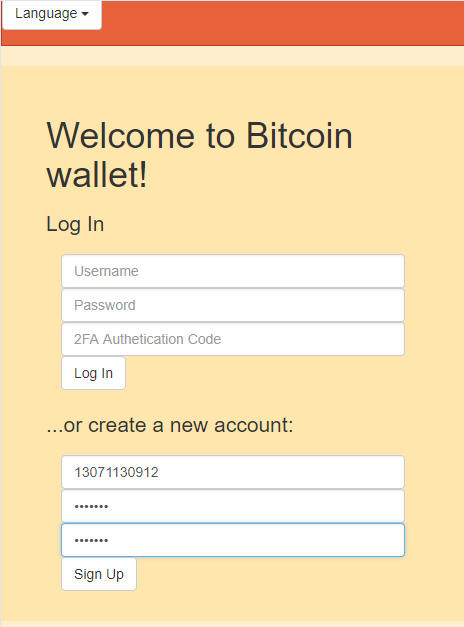 Language
Welcome to Bitcoin
wallet!
Log In
Username
Password
2FA Authetication Code
Log In
...or create a new account:
13071130912
•••••••
•••••••
Sign Up